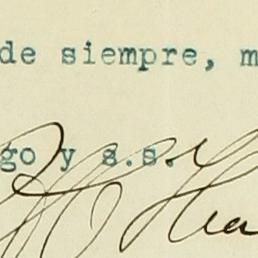 de siempre, m
go y s.s.